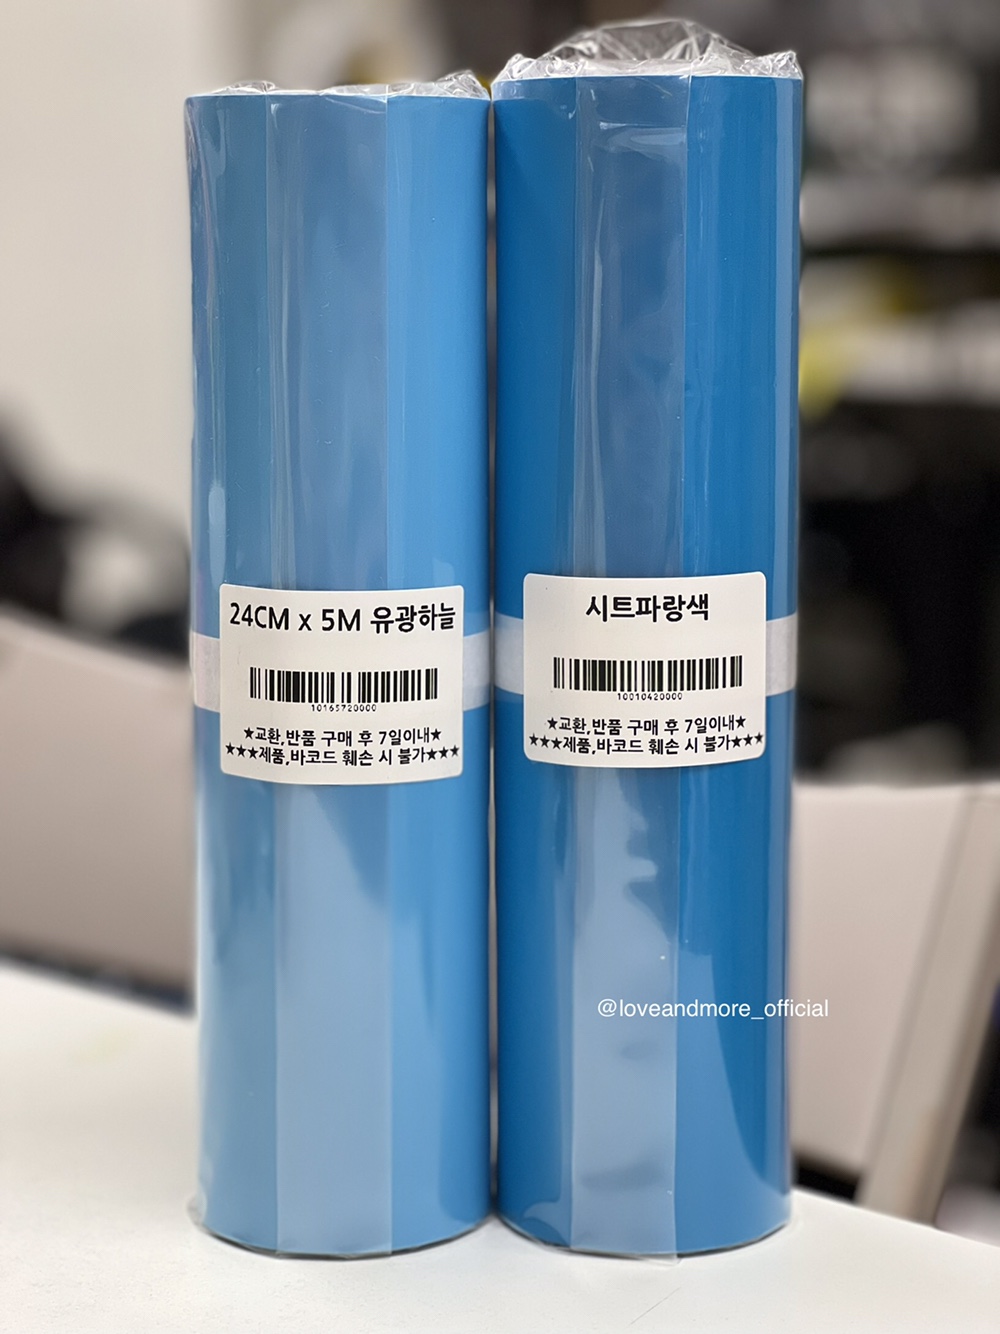 24CM x 5M 유광하늘
10165720000
★교환,반품 구매 후 7일이내★
★★★제품,바코드 훼손 시 불가★★★
시트파랑색
10010420000
★교환,반품 구매 후 7일이내★
★★★제품,바코드 훼손 시 불가★★★
@loveandmore_official